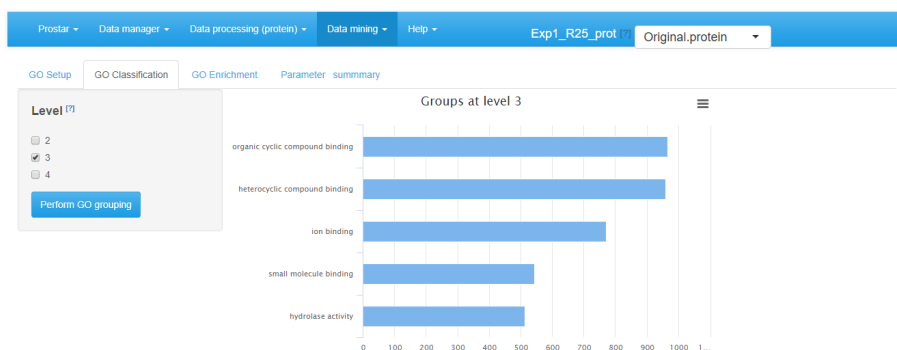 Prostar Data manager Data processing (protein) Data mining Help Exp1_R25_prot [?] Original.protein
GO Setup GO Classification GO Enrichment Parameter summmary
Level [?]
2
3
4
Perform GO grouping
Groups at level 3
organic cyclic compound binding
heterocyclic compound binding
ion binding
small molecule binding
hydrolase activity
0 100 200 300 400 500 600 700 800 900 1000 1...